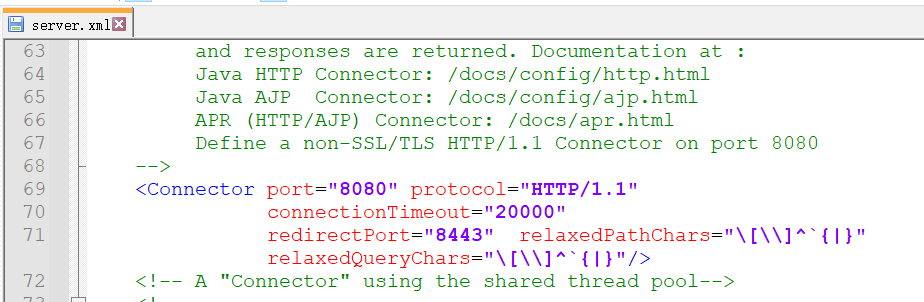 server.xml
63 and responses are returned. Documentation at :
64 Java HTTP Connector: /docs/config/http.html
65 Java AJP  Connector: /docs/config/ajp.html
66 APR (HTTP/AJP) Connector: /docs/apr.html
67 Define a non-SSL/TLS HTTP/1.1 Connector on port 8080
68 -->
69 <Connector port="8080" protocol="HTTP/1.1"
70 connectionTimeout="20000"
71 redirectPort="8443"  relaxedPathChars="\[\\]^`{|}"
relaxedQueryChars="\[\\]^`{|}"/>
72 <!-- A "Connector" using the shared thread pool-->